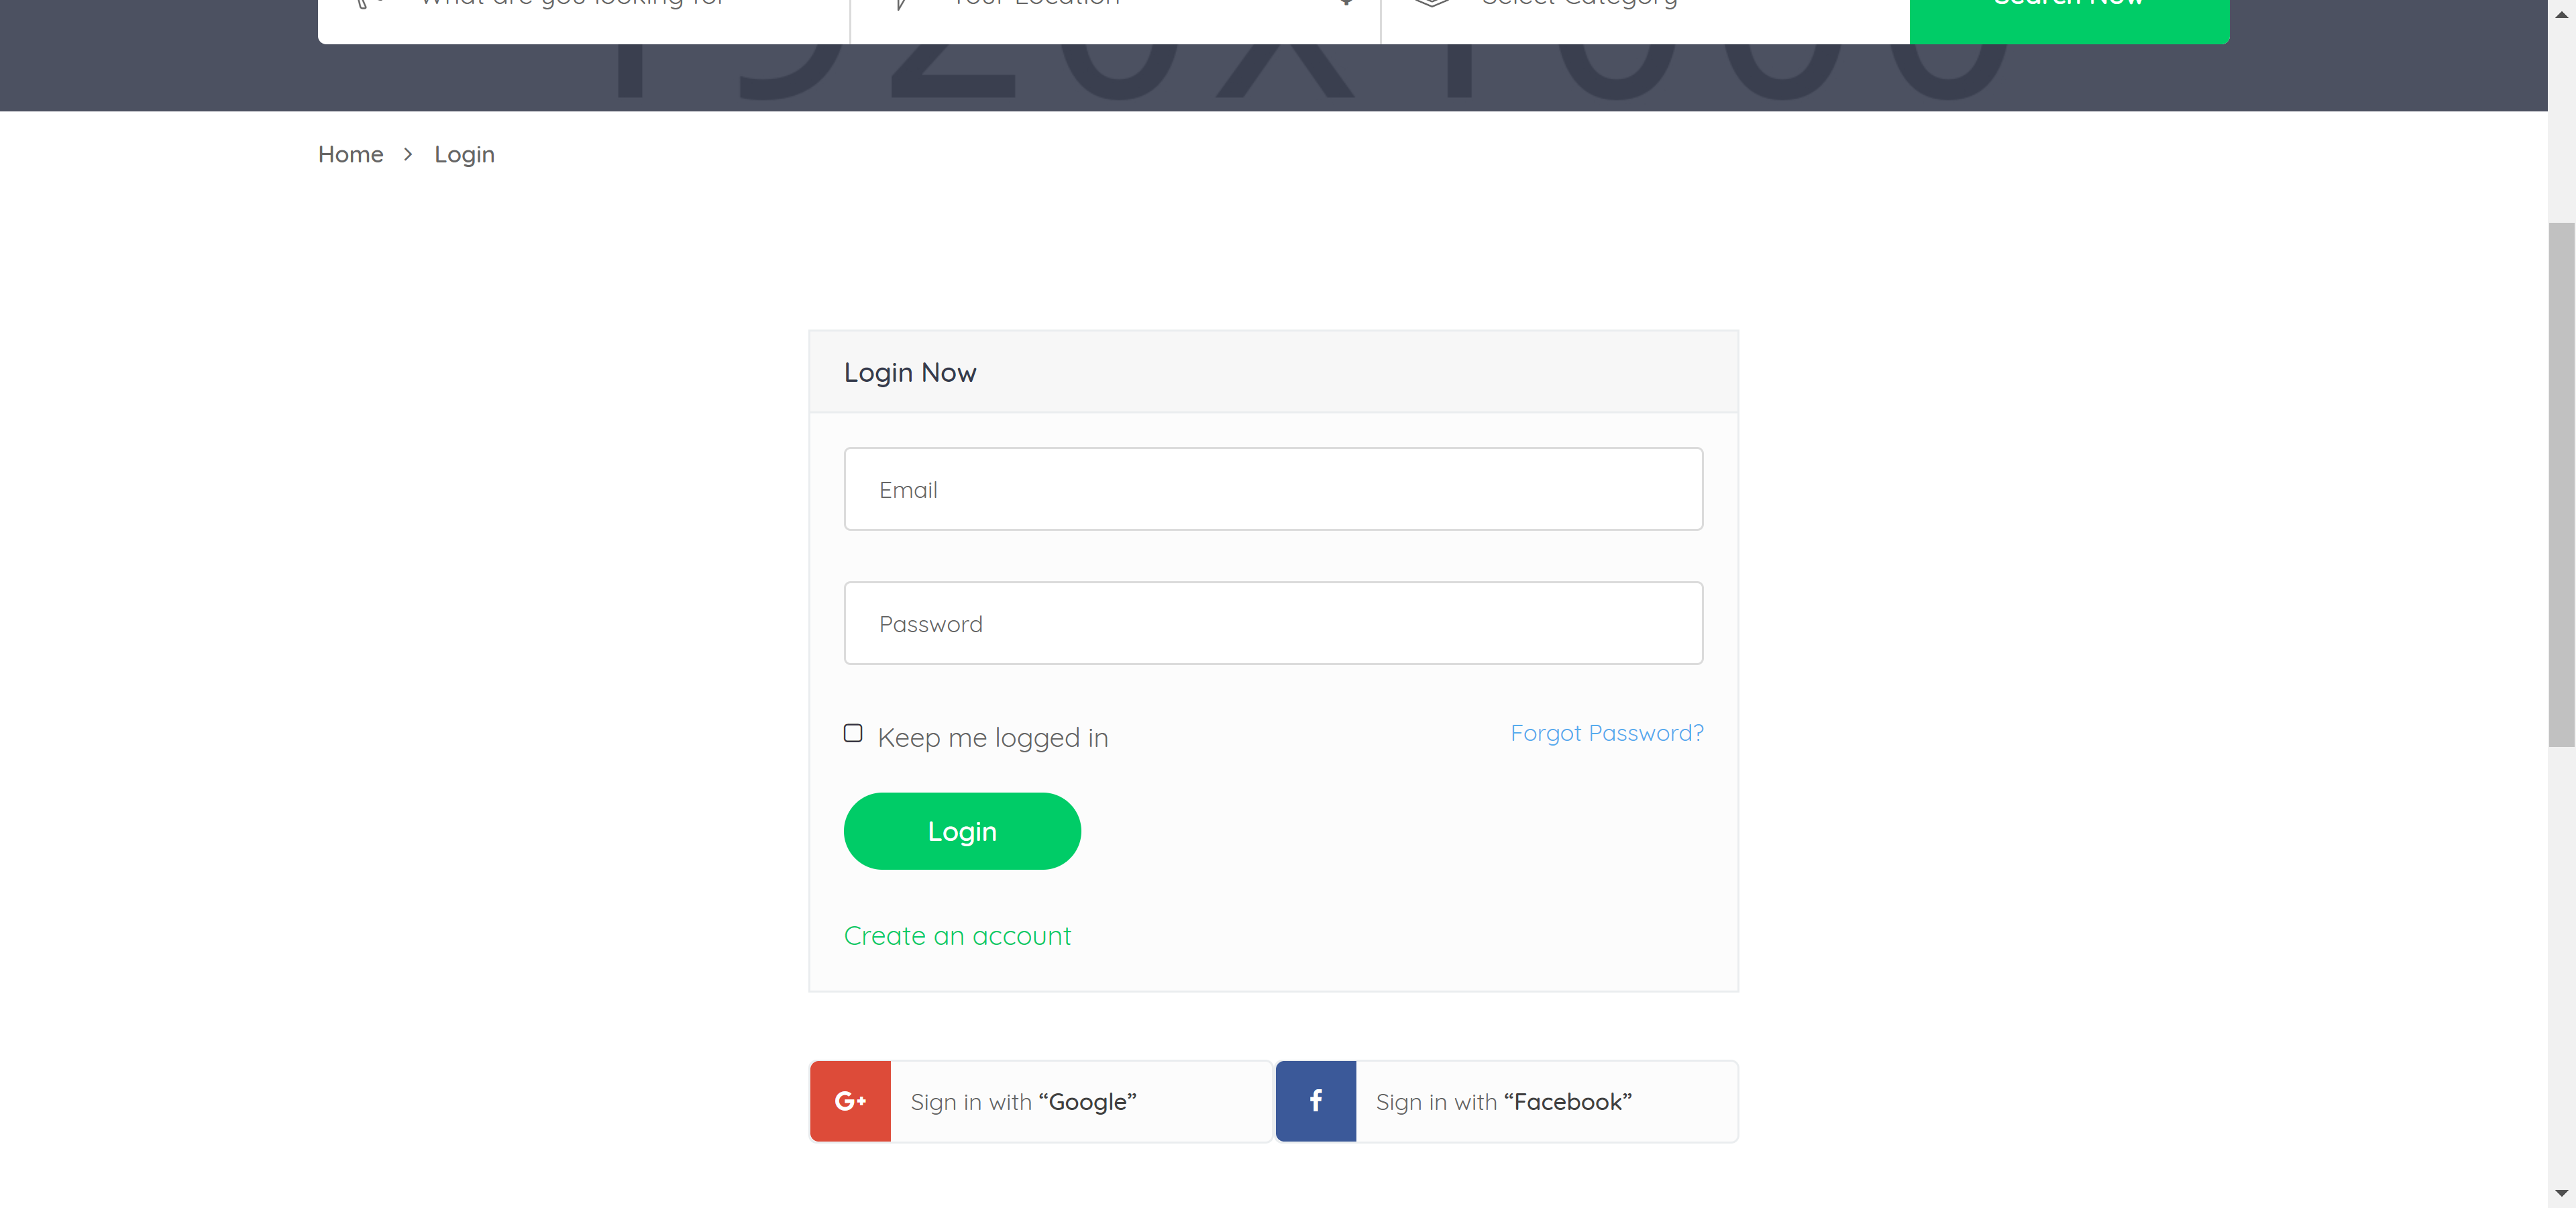 What are you looking for
Your Location
Select Category
Search Now
1920x1000
Home > Login
Login Now
Email
Password
Keep me logged in
Forgot Password?
Login
Create an account
G+ Sign in with “Google”
f Sign in with “Facebook”